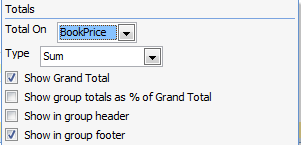 Totals
Total On BookPrice
Type Sum
Show Grand Total
Show group totals as % of Grand Total
Show in group header
Show in group footer